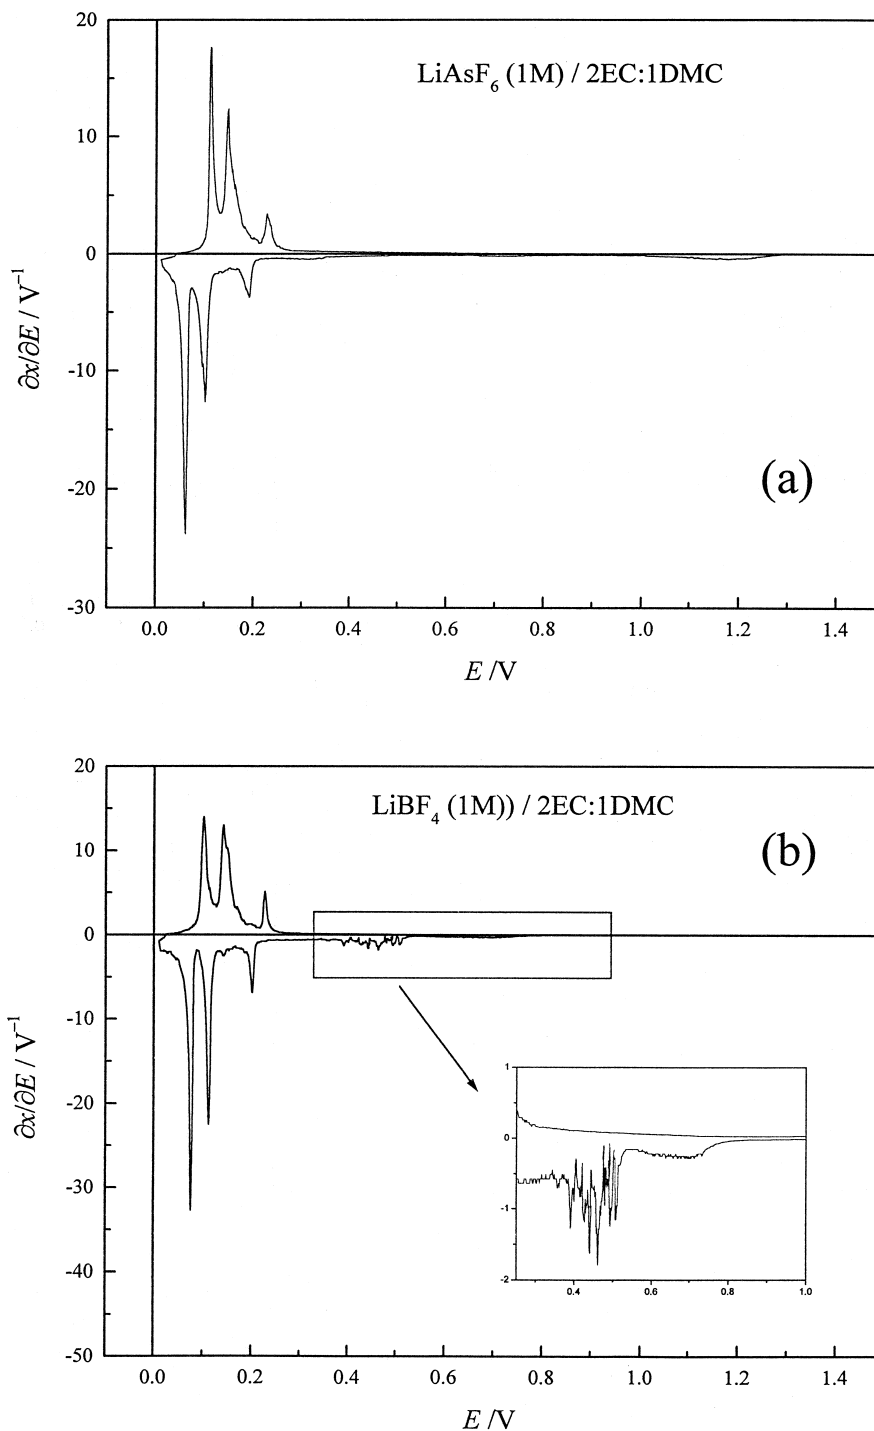 20
LiAsF₆ (1M) / 2EC:1DMC
10
0
-10
-20
-30
∂x/∂E / V⁻¹
(a)
0.0 0.2 0.4 0.6 0.8 1.0 1.2 1.4
E /V
20
LiBF₄ (1M)) / 2EC:1DMC
(b)
10
0
-10
-20
-30
-40
-50
∂x/∂E / V⁻¹
1
0
-1
-2
0.4 0.6 0.8 1.0
0.0 0.2 0.4 0.6 0.8 1.0 1.2 1.4
E /V